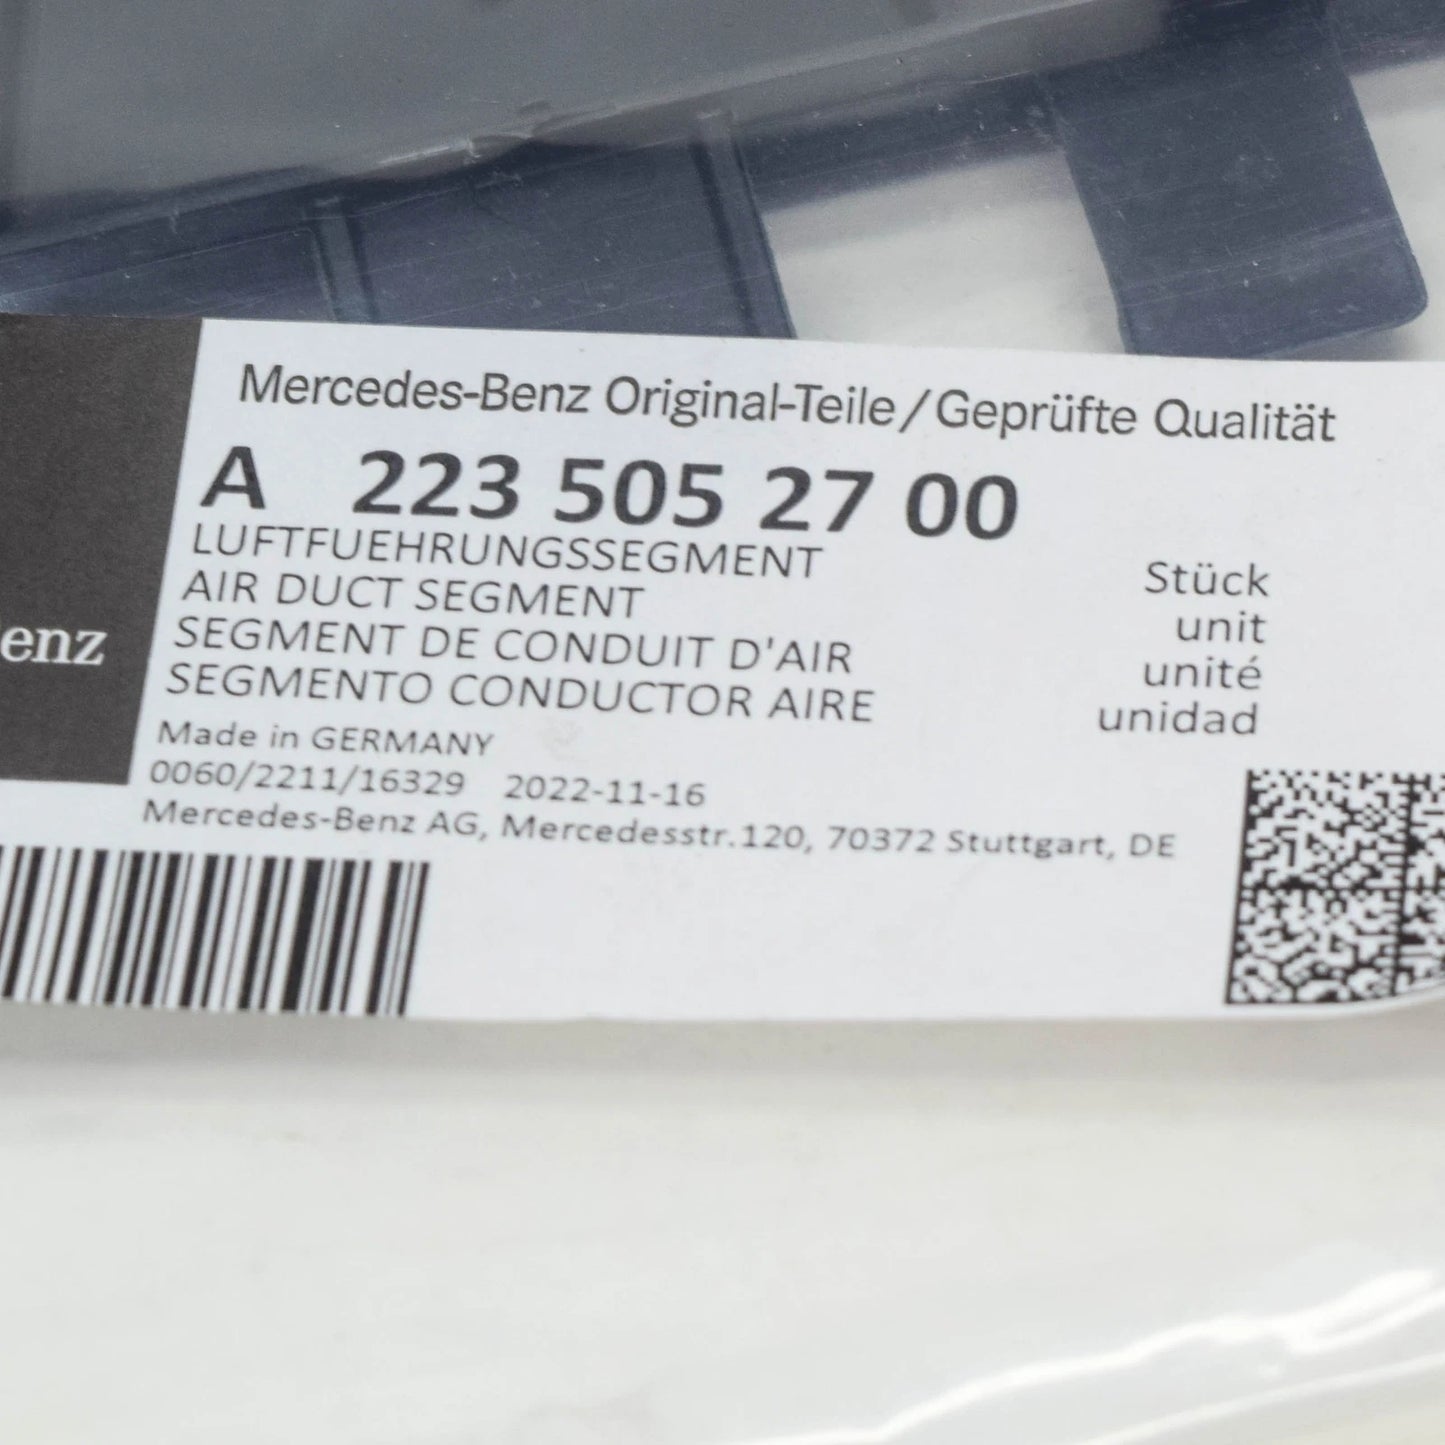 Mercedes-Benz Original-Teile/Geprüfte Qualität
A 223 505 27 00
LUFTFUEHRUNGSSEGMENT
AIR DUCT SEGMENT
SEGMENT DE CONDUIT D'AIR
SEGMENTO CONDUCTOR AIRE
Stück
unit
unité
unidad
enz
Made in GERMANY
0060/2211/16329 2022-11-16
Mercedes-Benz AG, Mercedesstr.120, 70372 Stuttgart, DE